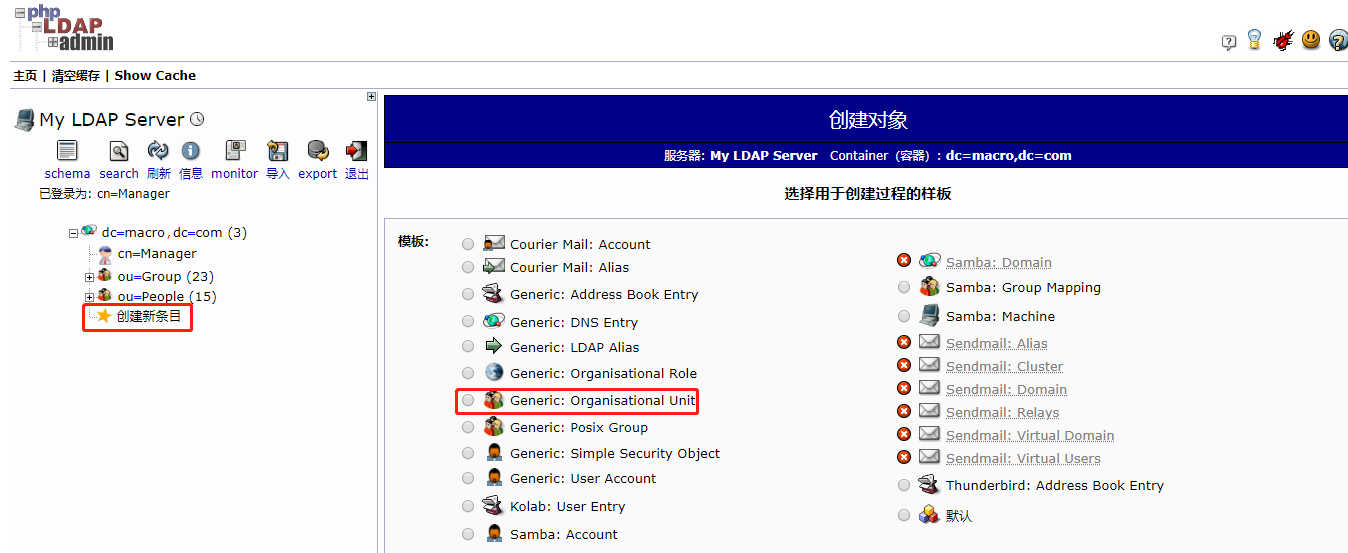 php
LDAP
admin
主页 | 清空缓存 | Show Cache
My LDAP Server
schema search 刷新 信息 monitor 导入 export 退出
已登录为: cn=Manager
dc=macro,dc=com (3)
cn=Manager
ou=Group (23)
ou=People (15)
创建新条目
创建对象
服务器: My LDAP Server Container (容器) : dc=macro,dc=com
选择用于创建过程的样板
模板:
Courier Mail: Account
Courier Mail: Alias
Generic: Address Book Entry
Generic: DNS Entry
Generic: LDAP Alias
Generic: Organisational Role
Generic: Organisational Unit
Generic: Posix Group
Generic: Simple Security Object
Generic: User Account
Kolab: User Entry
Samba: Account
Samba: Domain
Samba: Group Mapping
Samba: Machine
Sendmail: Alias
Sendmail: Cluster
Sendmail: Domain
Sendmail: Relays
Sendmail: Virtual Domain
Sendmail: Virtual Users
Thunderbird: Address Book Entry
默认